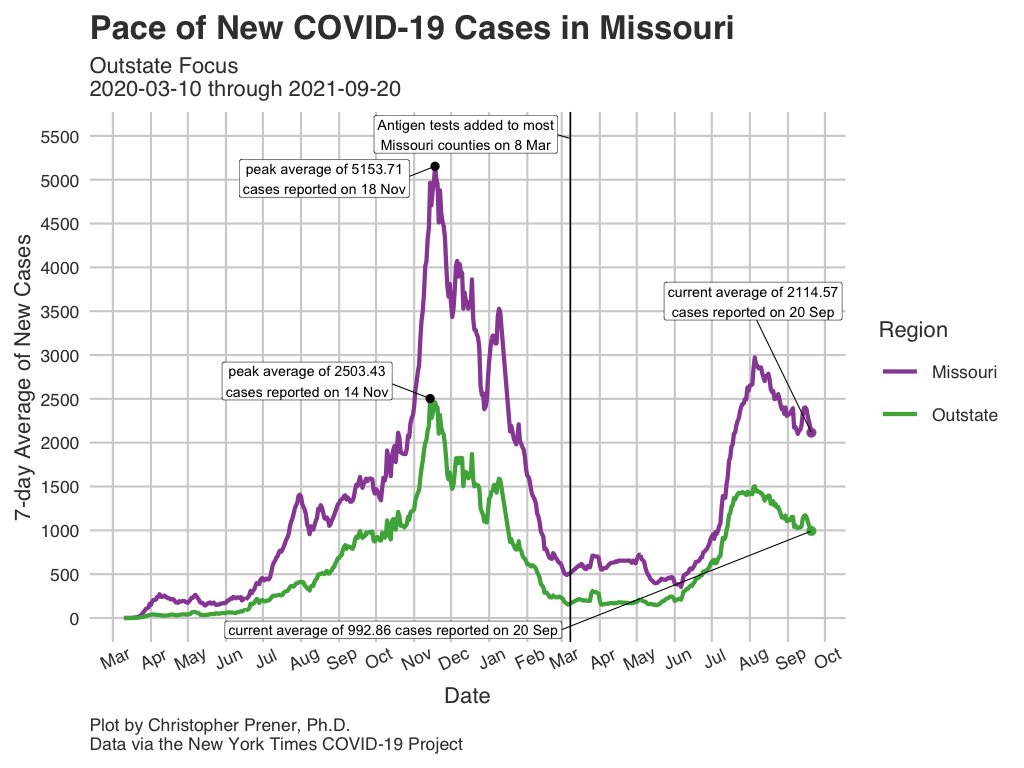 Pace of New COVID-19 Cases in Missouri
Outstate Focus
2020-03-10 through 2021-09-20
Antigen tests added to most
Missouri counties on 8 Mar
peak average of 5153.71
cases reported on 18 Nov
current average of 2114.57
cases reported on 20 Sep
peak average of 2503.43
cases reported on 14 Nov
current average of 992.86 cases reported on 20 Sep
7-day Average of New Cases
5500
5000
4500
4000
3500
3000
2500
2000
1500
1000
500
0
Mar Apr May Jun Jul Aug Sep Oct Nov Dec Jan Feb Mar Apr May Jun Jul Aug Sep Oct
Date
Region
Missouri
Outstate
Plot by Christopher Prener, Ph.D.
Data via the New York Times COVID-19 Project